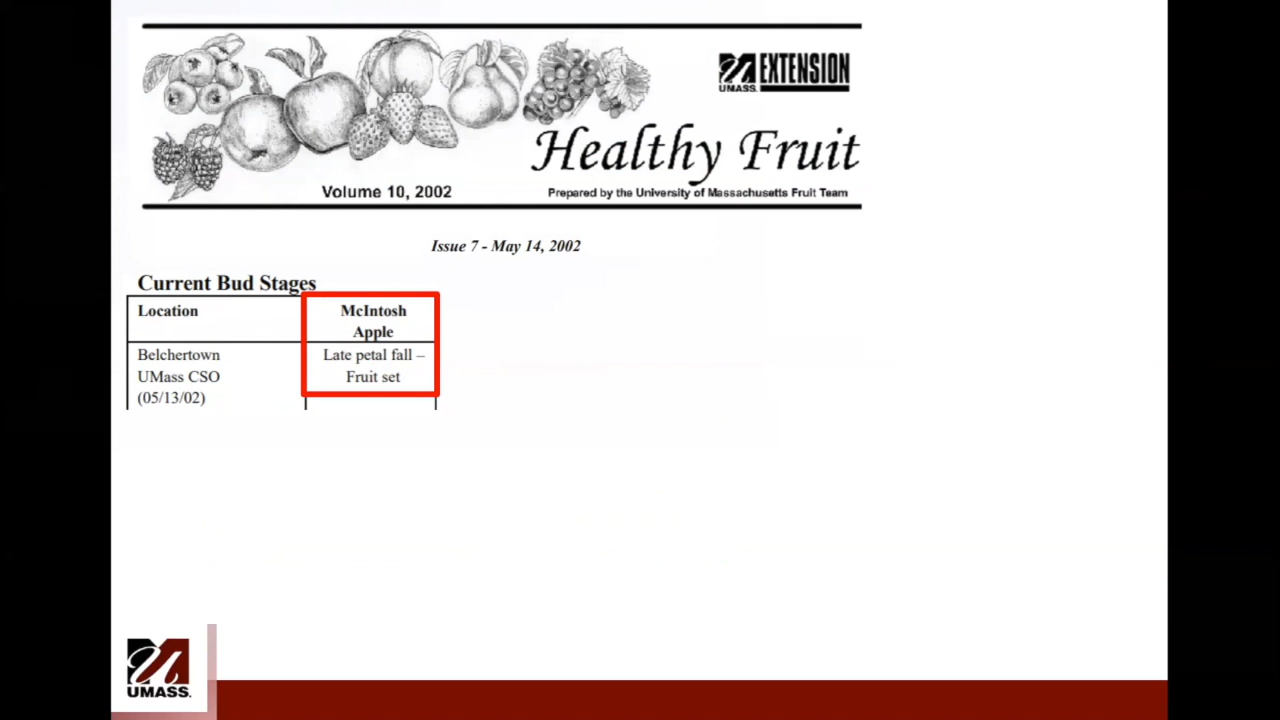 UMASS.
EXTENSION
Healthy Fruit
Volume 10, 2002
Prepared by the University of Massachusetts Fruit Team
Issue 7 - May 14, 2002
Current Bud Stages
Location
McIntosh
Apple
Belchertown
UMass CSO
(05/13/02)
Late petal fall –
Fruit set
UMASS.